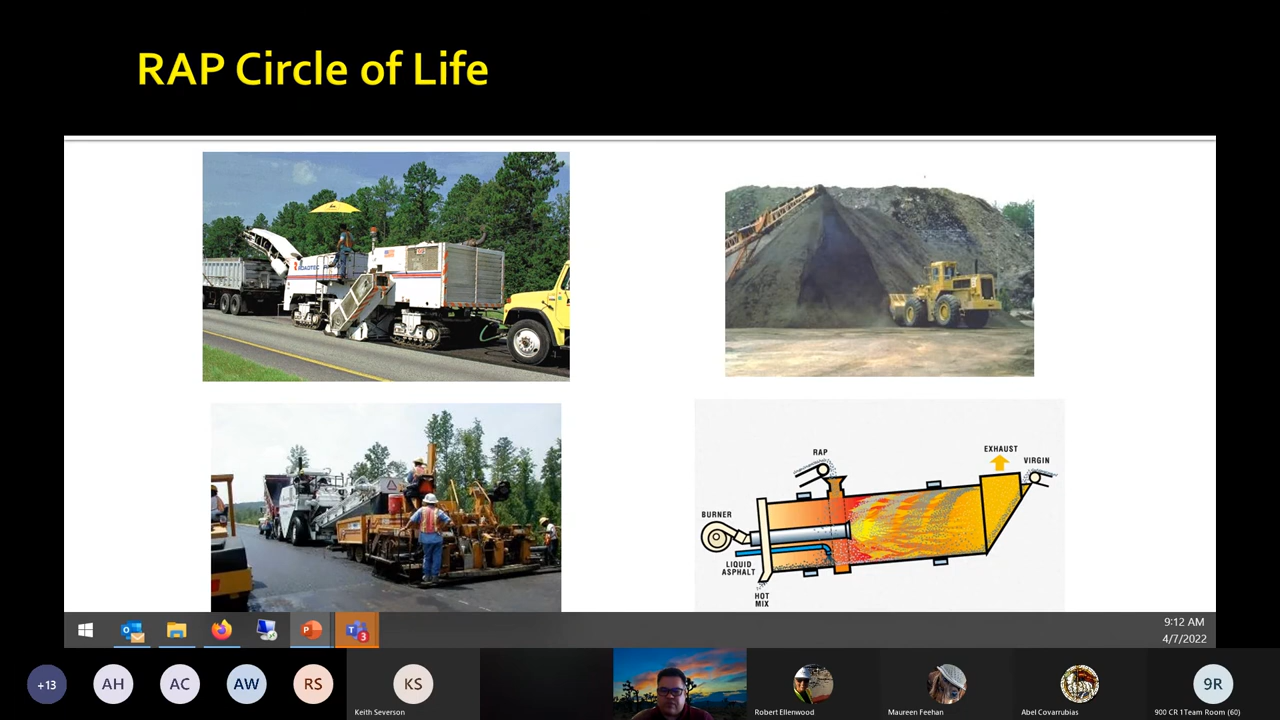 RAP Circle of Life
ROADTEC
RAP
EXHAUST
VIRGIN
BURNER
LIQUID
ASPHALT
HOT
MIX
3
9:12 AM
4/7/2022
+13
AH
AC
AW
RS
KS
9R
Keith Severson
Robert Ellenwood
Maureen Feehan
Abel Covarrubias
900 CR 1Team Room (60)